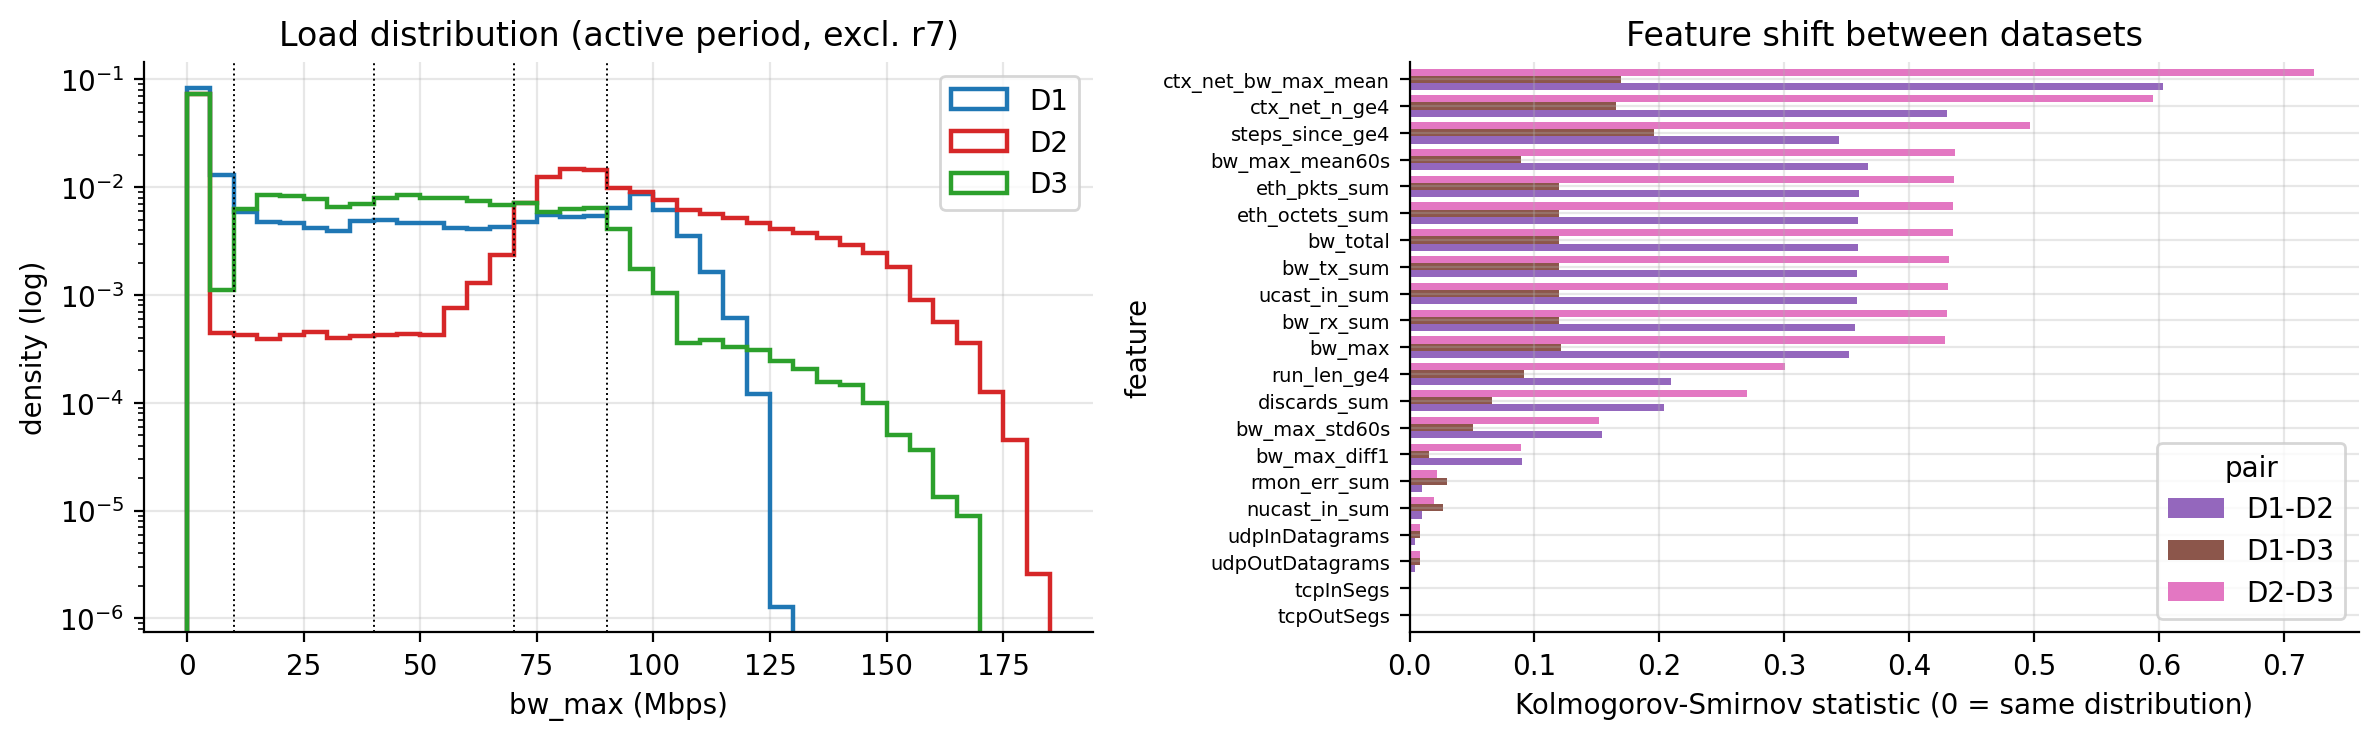 Load distribution (active period, excl. r7)
density (log)
10⁻¹
10⁻²
10⁻³
10⁻⁴
10⁻⁵
10⁻⁶
D1
D2
D3
0 25 50 75 100 125 150 175
bw_max (Mbps)
Feature shift between datasets
feature
ctx_net_bw_max_mean
ctx_net_n_ge4
steps_since_ge4
bw_max_mean60s
eth_pkts_sum
eth_octets_sum
bw_total
bw_tx_sum
ucast_in_sum
bw_rx_sum
bw_max
run_len_ge4
discards_sum
bw_max_std60s
bw_max_diff1
rmon_err_sum
nucast_in_sum
udpInDatagrams
udpOutDatagrams
tcpInSegs
tcpOutSegs
pair
D1-D2
D1-D3
D2-D3
0.0 0.1 0.2 0.3 0.4 0.5 0.6 0.7
Kolmogorov-Smirnov statistic (0 = same distribution)